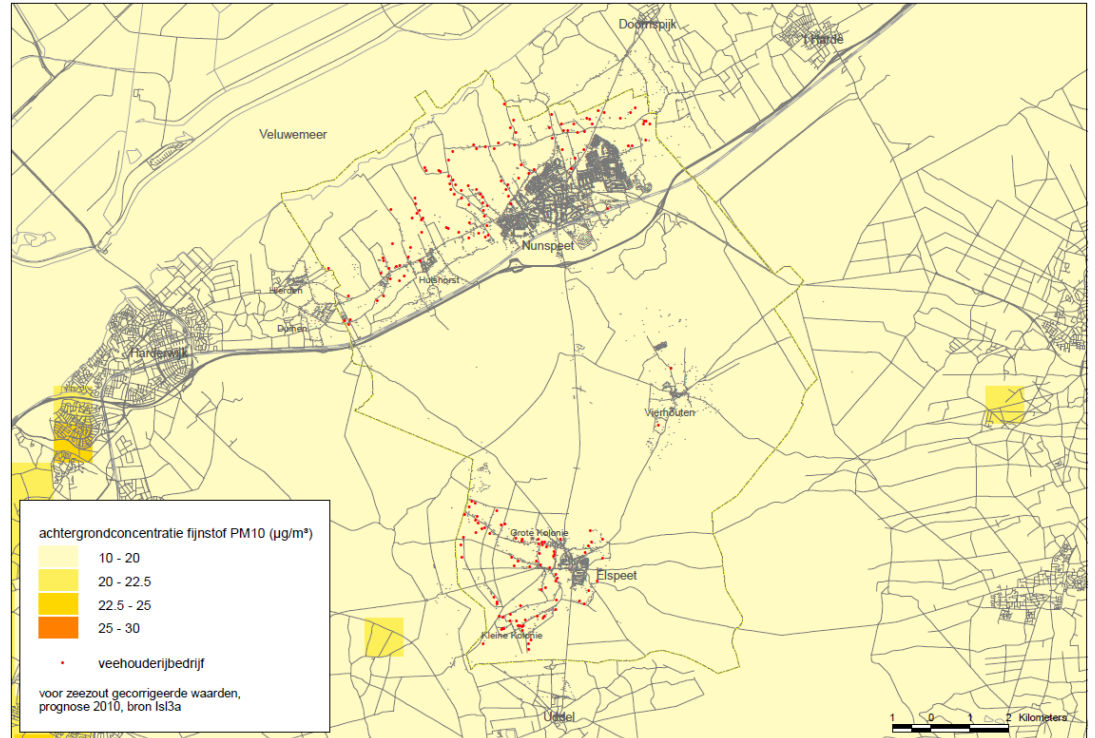 Doornspijk
't Harde
Veluwemeer
Nunspeet
Hulshorst
Hierden
Duinen
Harderwijk
Vierhouten
Grote Kolonie
Elspeet
Kleine Kolonie
Uddel
achtergrondconcentratie fijnstof PM10 (µg/m³)
10 - 20
20 - 22.5
22.5 - 25
25 - 30
veehouderijbedrijf
voor zeezout gecorrigeerde waarden,
prognose 2010, bron Isl3a
1 0 1 2 Kilometers